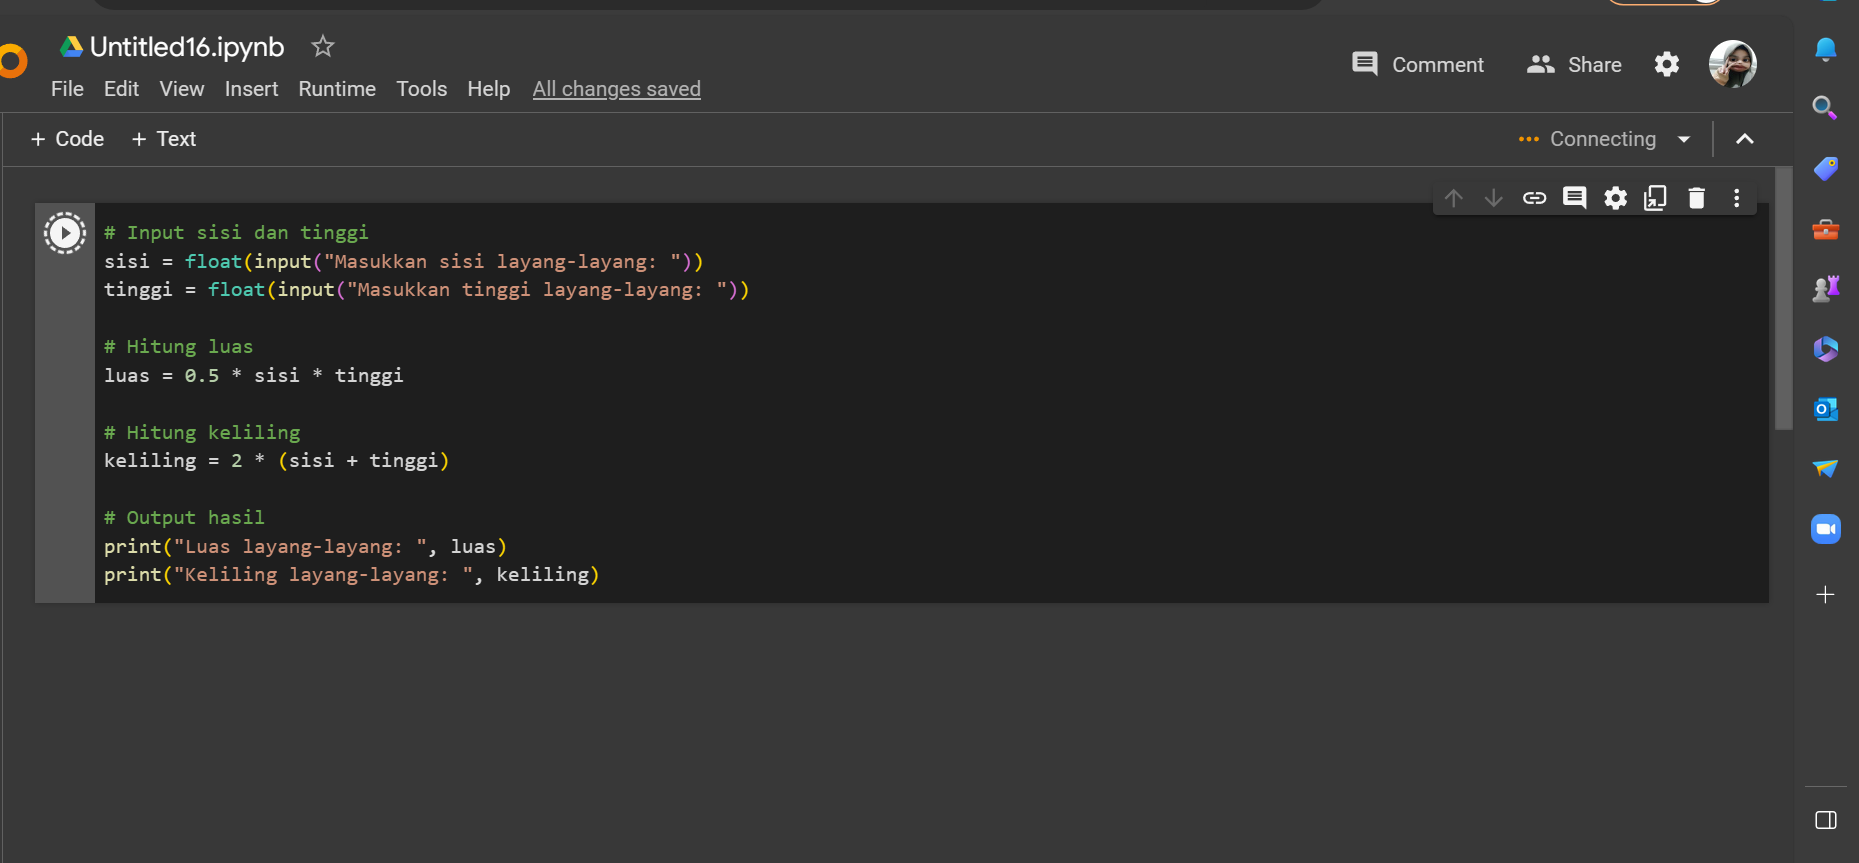 Untitled16.ipynb
File Edit View Insert Runtime Tools Help All changes saved
Comment Share
+ Code + Text
Connecting
# Input sisi dan tinggi
sisi = float(input("Masukkan sisi layang-layang: "))
tinggi = float(input("Masukkan tinggi layang-layang: "))
# Hitung luas
luas = 0.5 * sisi * tinggi
# Hitung keliling
keliling = 2 * (sisi + tinggi)
# Output hasil
print("Luas layang-layang: ", luas)
print("Keliling layang-layang: ", keliling)